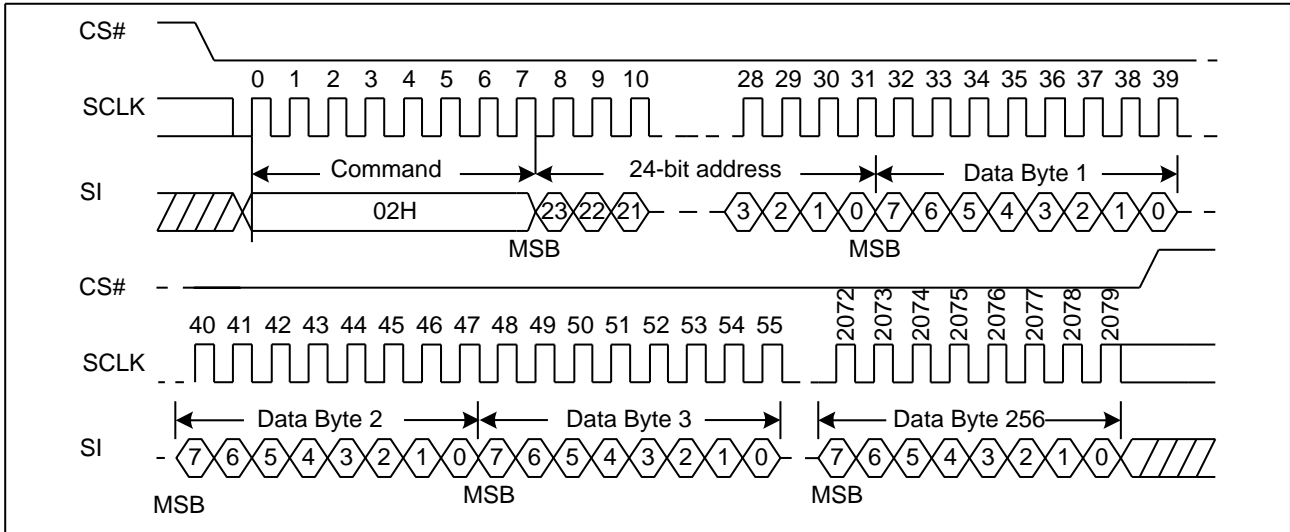 CS#
0 1 2 3 4 5 6 7 8 9 10 28 29 30 31 32 33 34 35 36 37 38 39
SCLK
Command 24-bit address Data Byte 1
SI
02H 23 22 21 3 2 1 0 7 6 5 4 3 2 1 0
MSB MSB
CS#
40 41 42 43 44 45 46 47 48 49 50 51 52 53 54 55 2072 2073 2074 2075 2076 2077 2078 2079
SCLK
Data Byte 2 Data Byte 3 Data Byte 256
SI
7 6 5 4 3 2 1 0 7 6 5 4 3 2 1 0 7 6 5 4 3 2 1 0
MSB MSB MSB